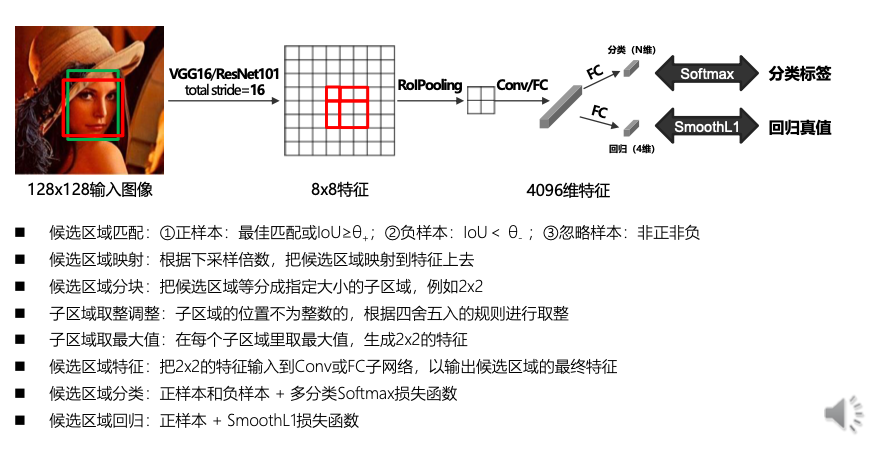 VGG16/ResNet101
total stride=16
RoIPooling
Conv/FC
FC
FC
分类（N维）
Softmax
分类标签
SmoothL1
回归真值
回归（4维）
128x128输入图像
8x8特征
4096维特征
■ 候选区域匹配：①正样本：最佳匹配或IoU≥θ+；②负样本：IoU < θ-；③忽略样本：非正非负
■ 候选区域映射：根据下采样倍数，把候选区域映射到特征上去
■ 候选区域分块：把候选区域等分成指定大小的子区域，例如2x2
■ 子区域取整调整：子区域的位置不为整数的，根据四舍五入的规则进行取整
■ 子区域取最大值：在每个子区域里取最大值，生成2x2的特征
■ 候选区域特征：把2x2的特征输入到Conv或FC子网络，以输出候选区域的最终特征
■ 候选区域分类：正样本和负样本 + 多分类Softmax损失函数
■ 候选区域回归：正样本 + SmoothL1损失函数